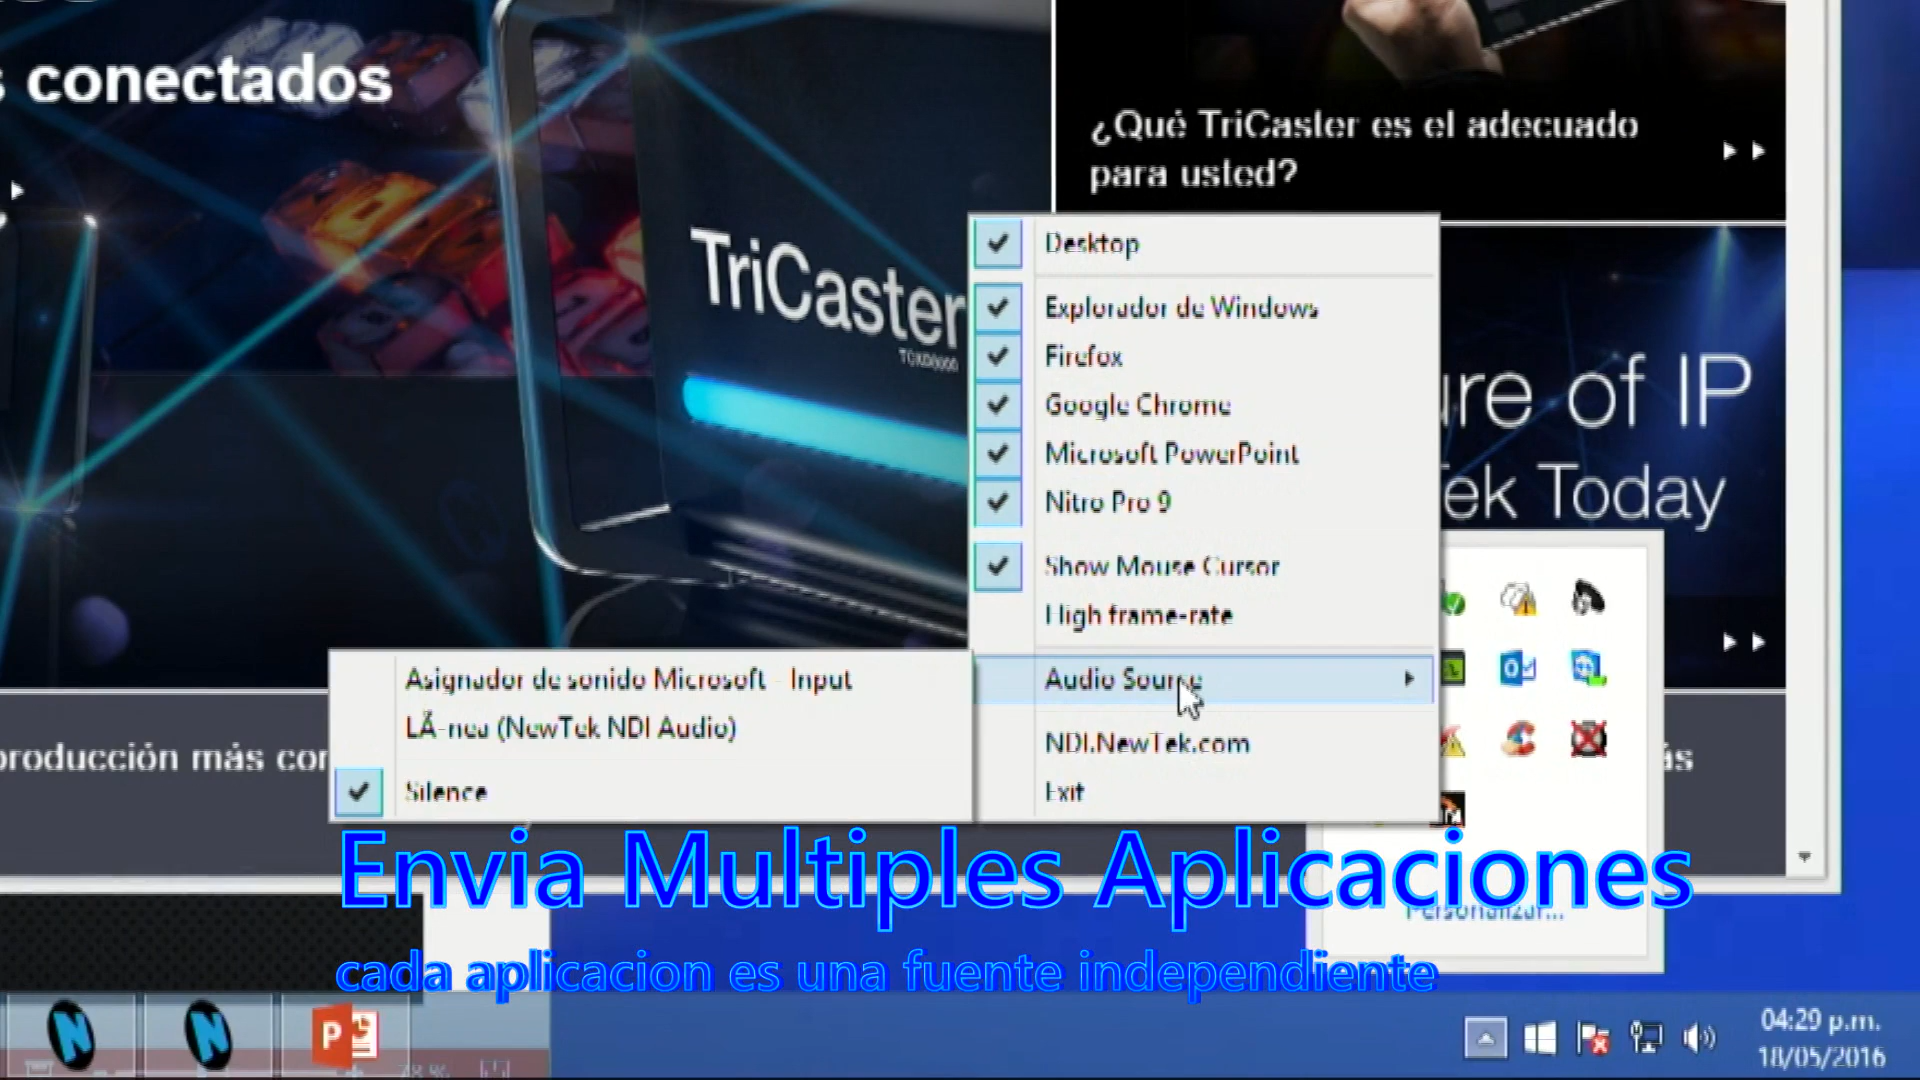 conectados
¿Qué TriCaster es el adecuado
para usted?
TriCaster
Desktop
Explorador de Windows
Firefox
Google Chrome
Microsoft PowerPoint
Nitro Pro 9
Show Mouse Cursor
High frame-rate
Audio Source
NDI.NewTek.com
Exit
of IP
Today
Asignador de sonido Microsoft - Input
LÃ-nea (NewTek NDI Audio)
Silence
producción más
Envia Multiples Aplicaciones
Personalizar...
cada aplicacion es una fuente independiente
04:29 p.m.
18/05/2016